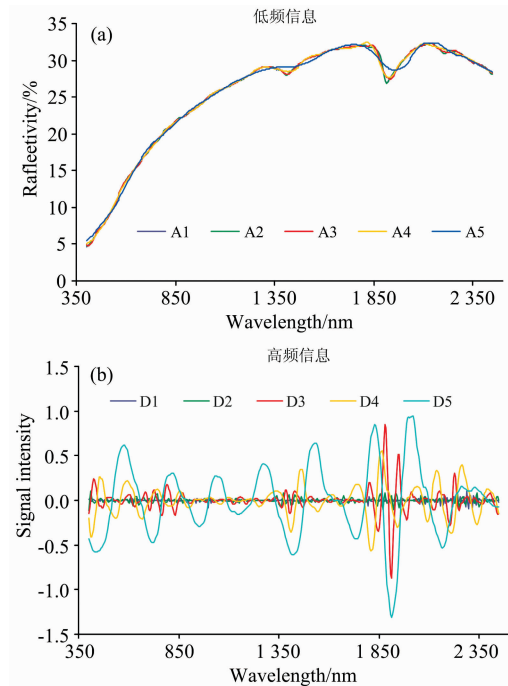 低频信息
(a)
35
30
25
20
15
10
5
0
Rafleetivity/%
A1 A2 A3 A4 A5
350 850 1 350 1 850 2 350
Wavelength/nm
高频信息
(b)
1.5
1.0
0.5
0.0
-0.5
-1.0
-1.5
Signal intensity
D1 D2 D3 D4 D5
350 850 1 350 1 850 2 350
Wavelength/nm